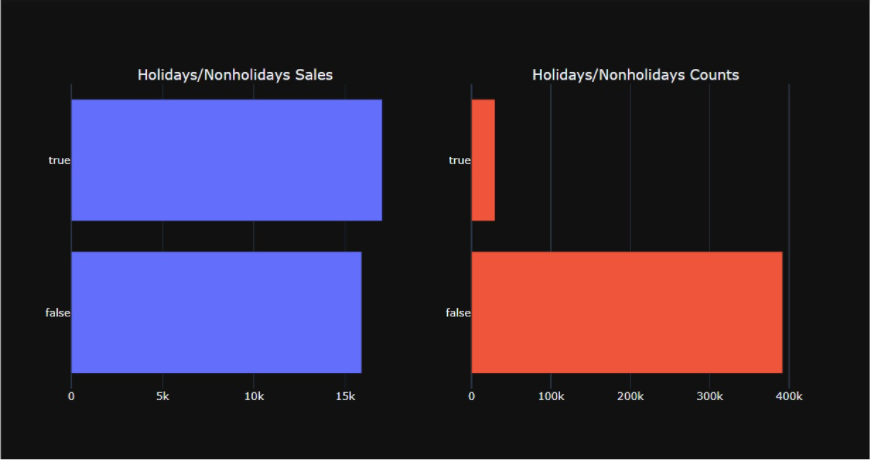 Holidays/Nonholidays Sales
true
false
0 5k 10k 15k
Holidays/Nonholidays Counts
true
false
0 100k 200k 300k 400k